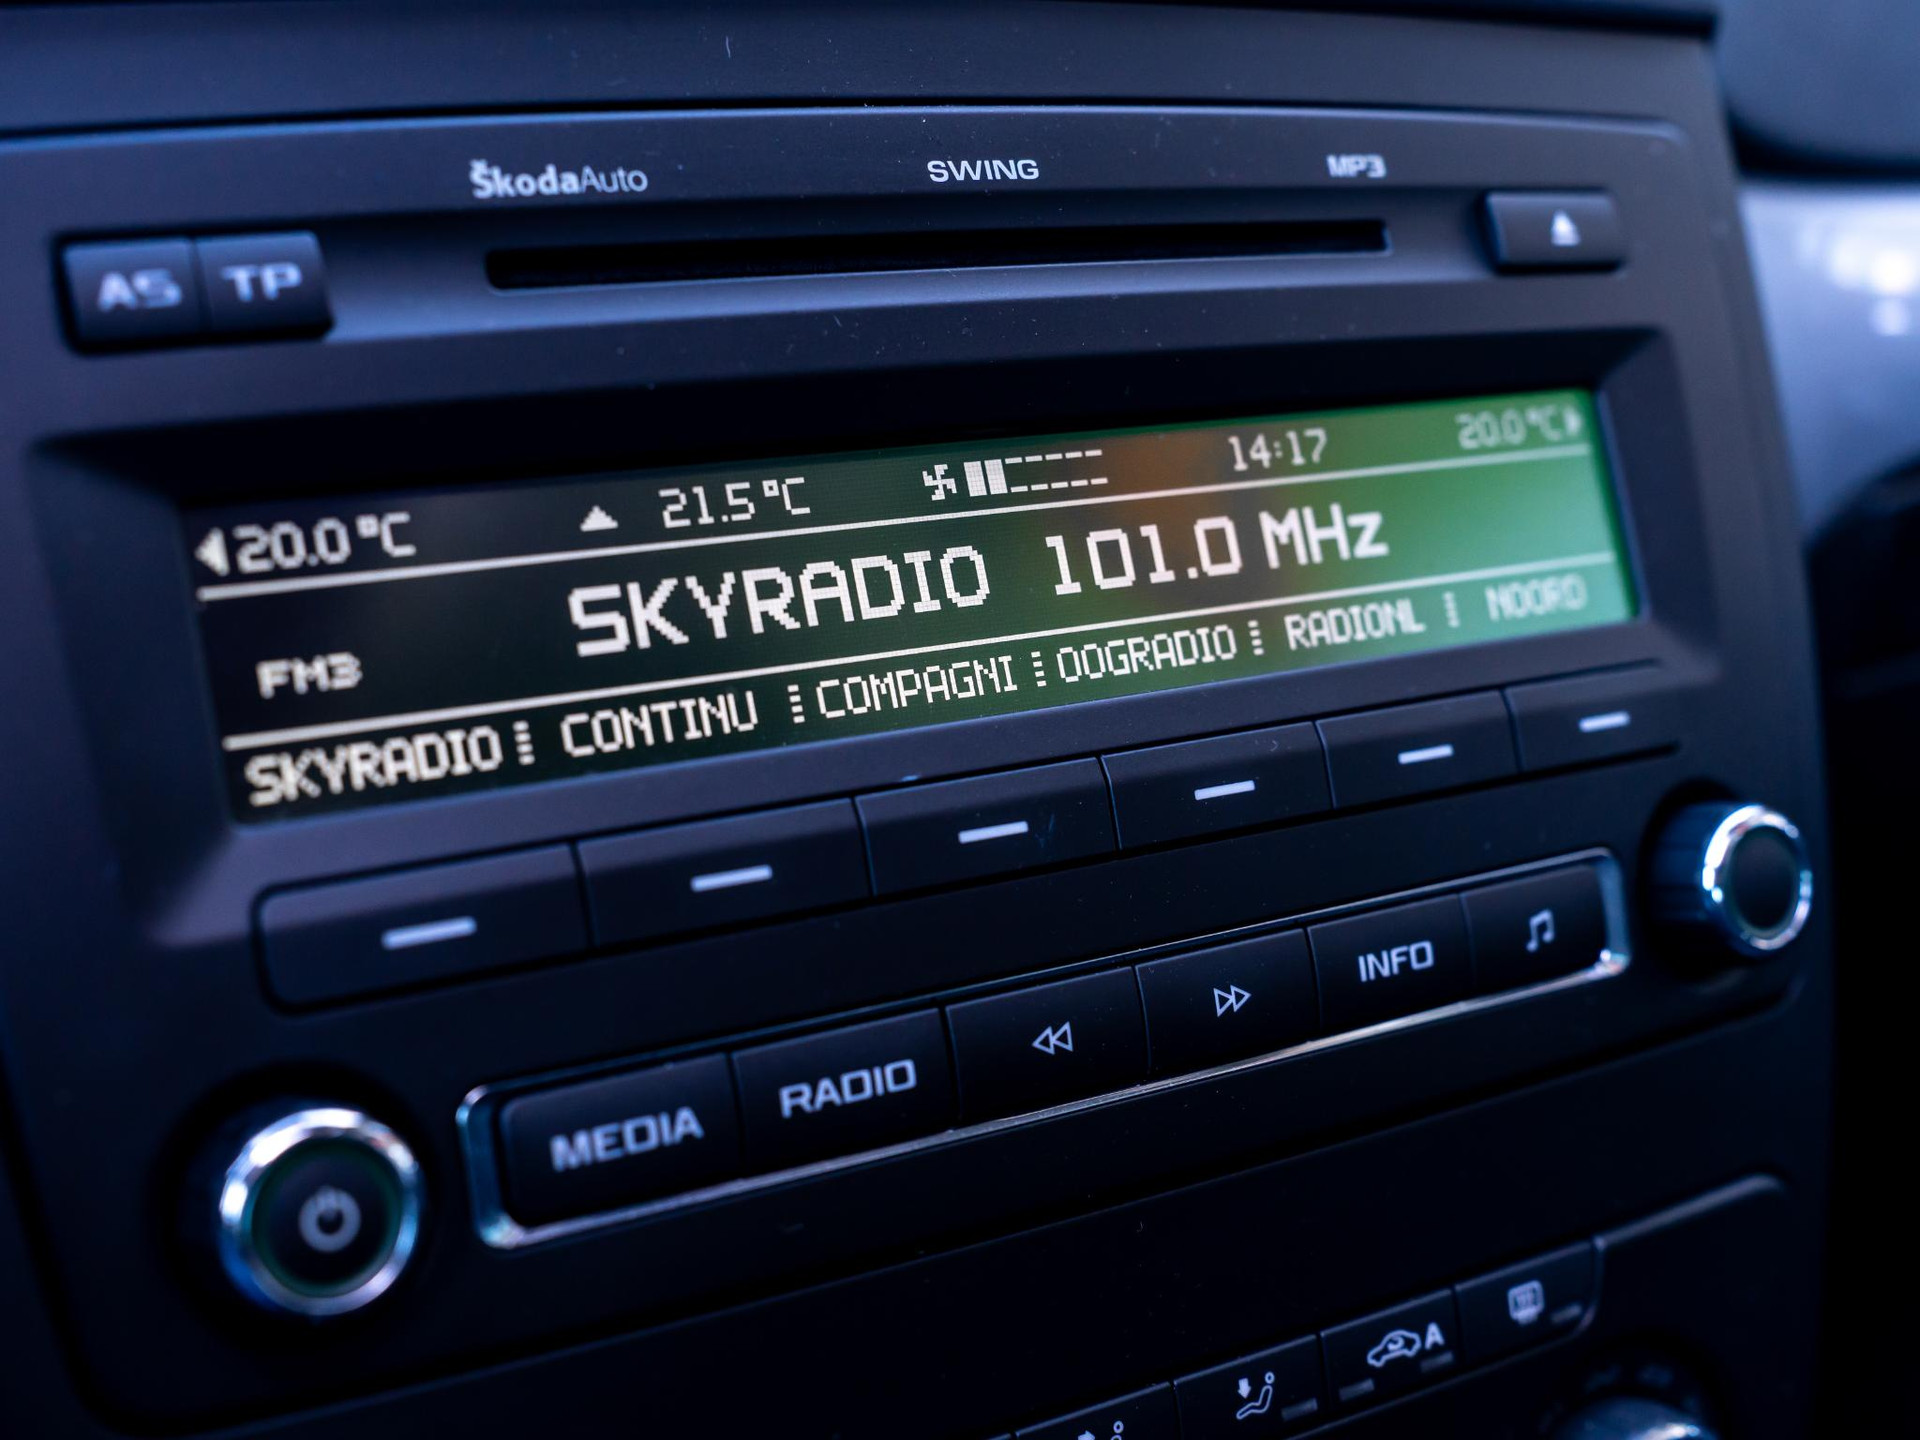 ŠkodaAuto SWING MP3
AS TP
20.0°C 21.5°C 14:17 20.0°C
FM3 SKYRADIO 101.0 MHz
SKYRADIO CONTINU COMPAGNI OOGRADIO RADIONL NOORD
MEDIA RADIO INFO
A